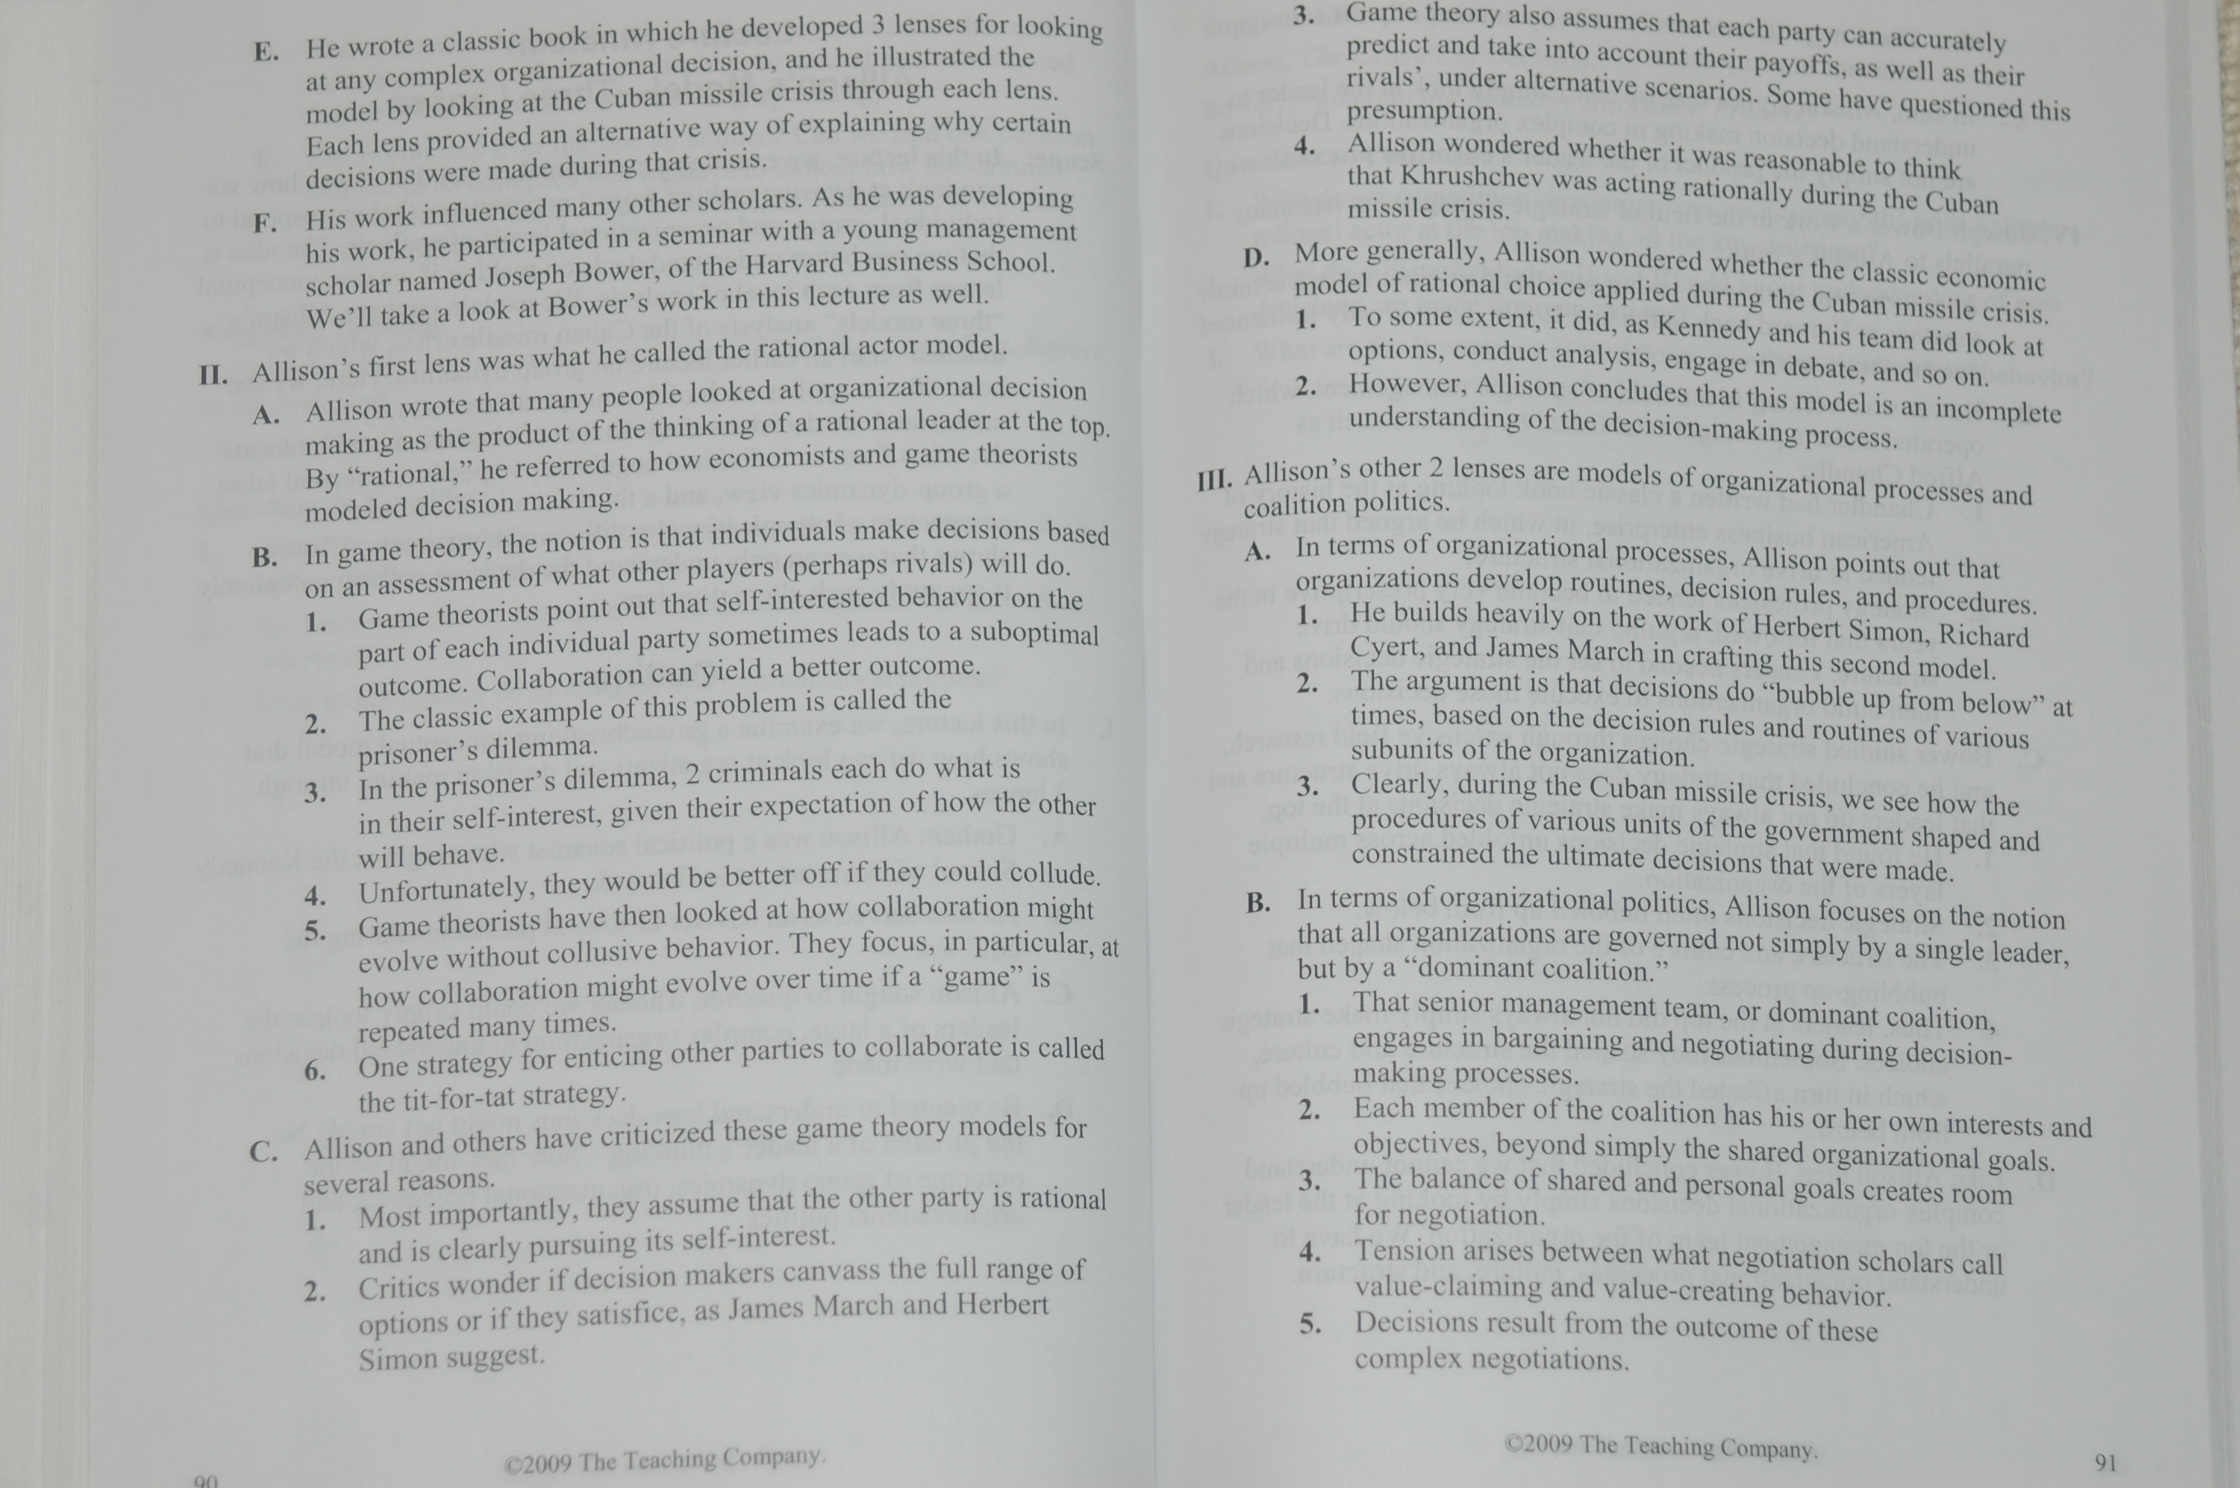 E. He wrote a classic book in which he developed 3 lenses for looking
at any complex organizational decision, and he illustrated the
model by looking at the Cuban missile crisis through each lens.
Each lens provided an alternative way of explaining why certain
decisions were made during that crisis.
F. His work influenced many other scholars. As he was developing
his work, he participated in a seminar with a young management
scholar named Joseph Bower, of the Harvard Business School.
We'll take a look at Bower's work in this lecture as well.
II. Allison's first lens was what he called the rational actor model.
A. Allison wrote that many people looked at organizational decision
making as the product of the thinking of a rational leader at the top.
By “rational,” he referred to how economists and game theorists
modeled decision making.
B. In game theory, the notion is that individuals make decisions based
on an assessment of what other players (perhaps rivals) will do.
1. Game theorists point out that self-interested behavior on the
part of each individual party sometimes leads to a suboptimal
outcome. Collaboration can yield a better outcome.
2. The classic example of this problem is called the
prisoner's dilemma.
3. In the prisoner's dilemma, 2 criminals each do what is
in their self-interest, given their expectation of how the other
will behave.
4. Unfortunately, they would be better off if they could collude.
5. Game theorists have then looked at how collaboration might
evolve without collusive behavior. They focus, in particular, at
how collaboration might evolve over time if a “game” is
repeated many times.
6. One strategy for enticing other parties to collaborate is called
the tit-for-tat strategy.
C. Allison and others have criticized these game theory models for
several reasons.
1. Most importantly, they assume that the other party is rational
and is clearly pursuing its self-interest.
2. Critics wonder if decision makers canvass the full range of
options or if they satisfice, as James March and Herbert
Simon suggest.
©2009 The Teaching Company.
90
3. Game theory also assumes that each party can accurately
predict and take into account their payoffs, as well as their
rivals', under alternative scenarios. Some have questioned this
presumption.
4. Allison wondered whether it was reasonable to think
that Khrushchev was acting rationally during the Cuban
missile crisis.
D. More generally, Allison wondered whether the classic economic
model of rational choice applied during the Cuban missile crisis.
1. To some extent, it did, as Kennedy and his team did look at
options, conduct analysis, engage in debate, and so on.
2. However, Allison concludes that this model is an incomplete
understanding of the decision-making process.
III. Allison's other 2 lenses are models of organizational processes and
coalition politics.
A. In terms of organizational processes, Allison points out that
organizations develop routines, decision rules, and procedures.
1. He builds heavily on the work of Herbert Simon, Richard
Cyert, and James March in crafting this second model.
2. The argument is that decisions do “bubble up from below” at
times, based on the decision rules and routines of various
subunits of the organization.
3. Clearly, during the Cuban missile crisis, we see how the
procedures of various units of the government shaped and
constrained the ultimate decisions that were made.
B. In terms of organizational politics, Allison focuses on the notion
that all organizations are governed not simply by a single leader,
but by a “dominant coalition.”
1. That senior management team, or dominant coalition,
engages in bargaining and negotiating during decision-
making processes.
2. Each member of the coalition has his or her own interests and
objectives, beyond simply the shared organizational goals.
3. The balance of shared and personal goals creates room
for negotiation.
4. Tension arises between what negotiation scholars call
value-claiming and value-creating behavior.
5. Decisions result from the outcome of these
complex negotiations.
©2009 The Teaching Company.
91